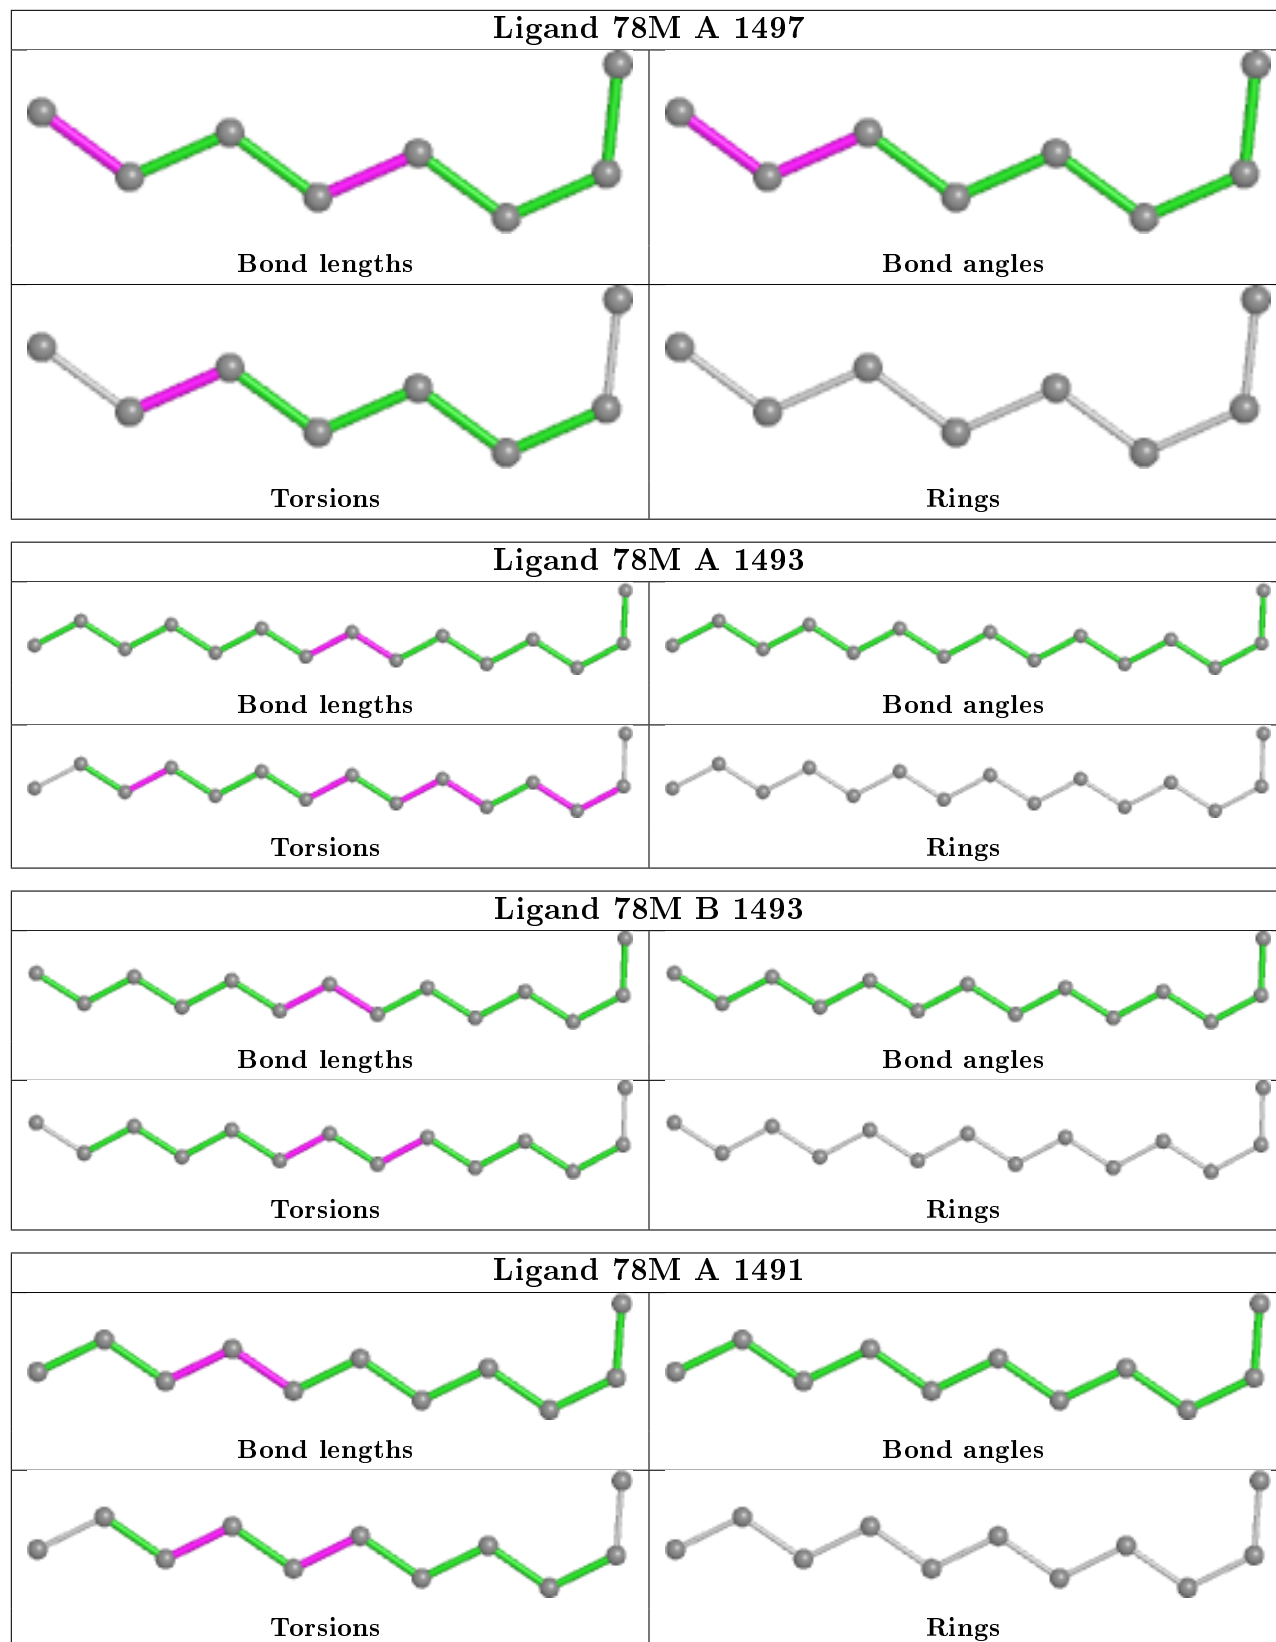 Ligand 78M A 1497
Bond lengths
Bond angles
Torsions
Rings
Ligand 78M A 1493
Bond lengths
Bond angles
Torsions
Rings
Ligand 78M B 1493
Bond lengths
Bond angles
Torsions
Rings
Ligand 78M A 1491
Bond lengths
Bond angles
Torsions
Rings